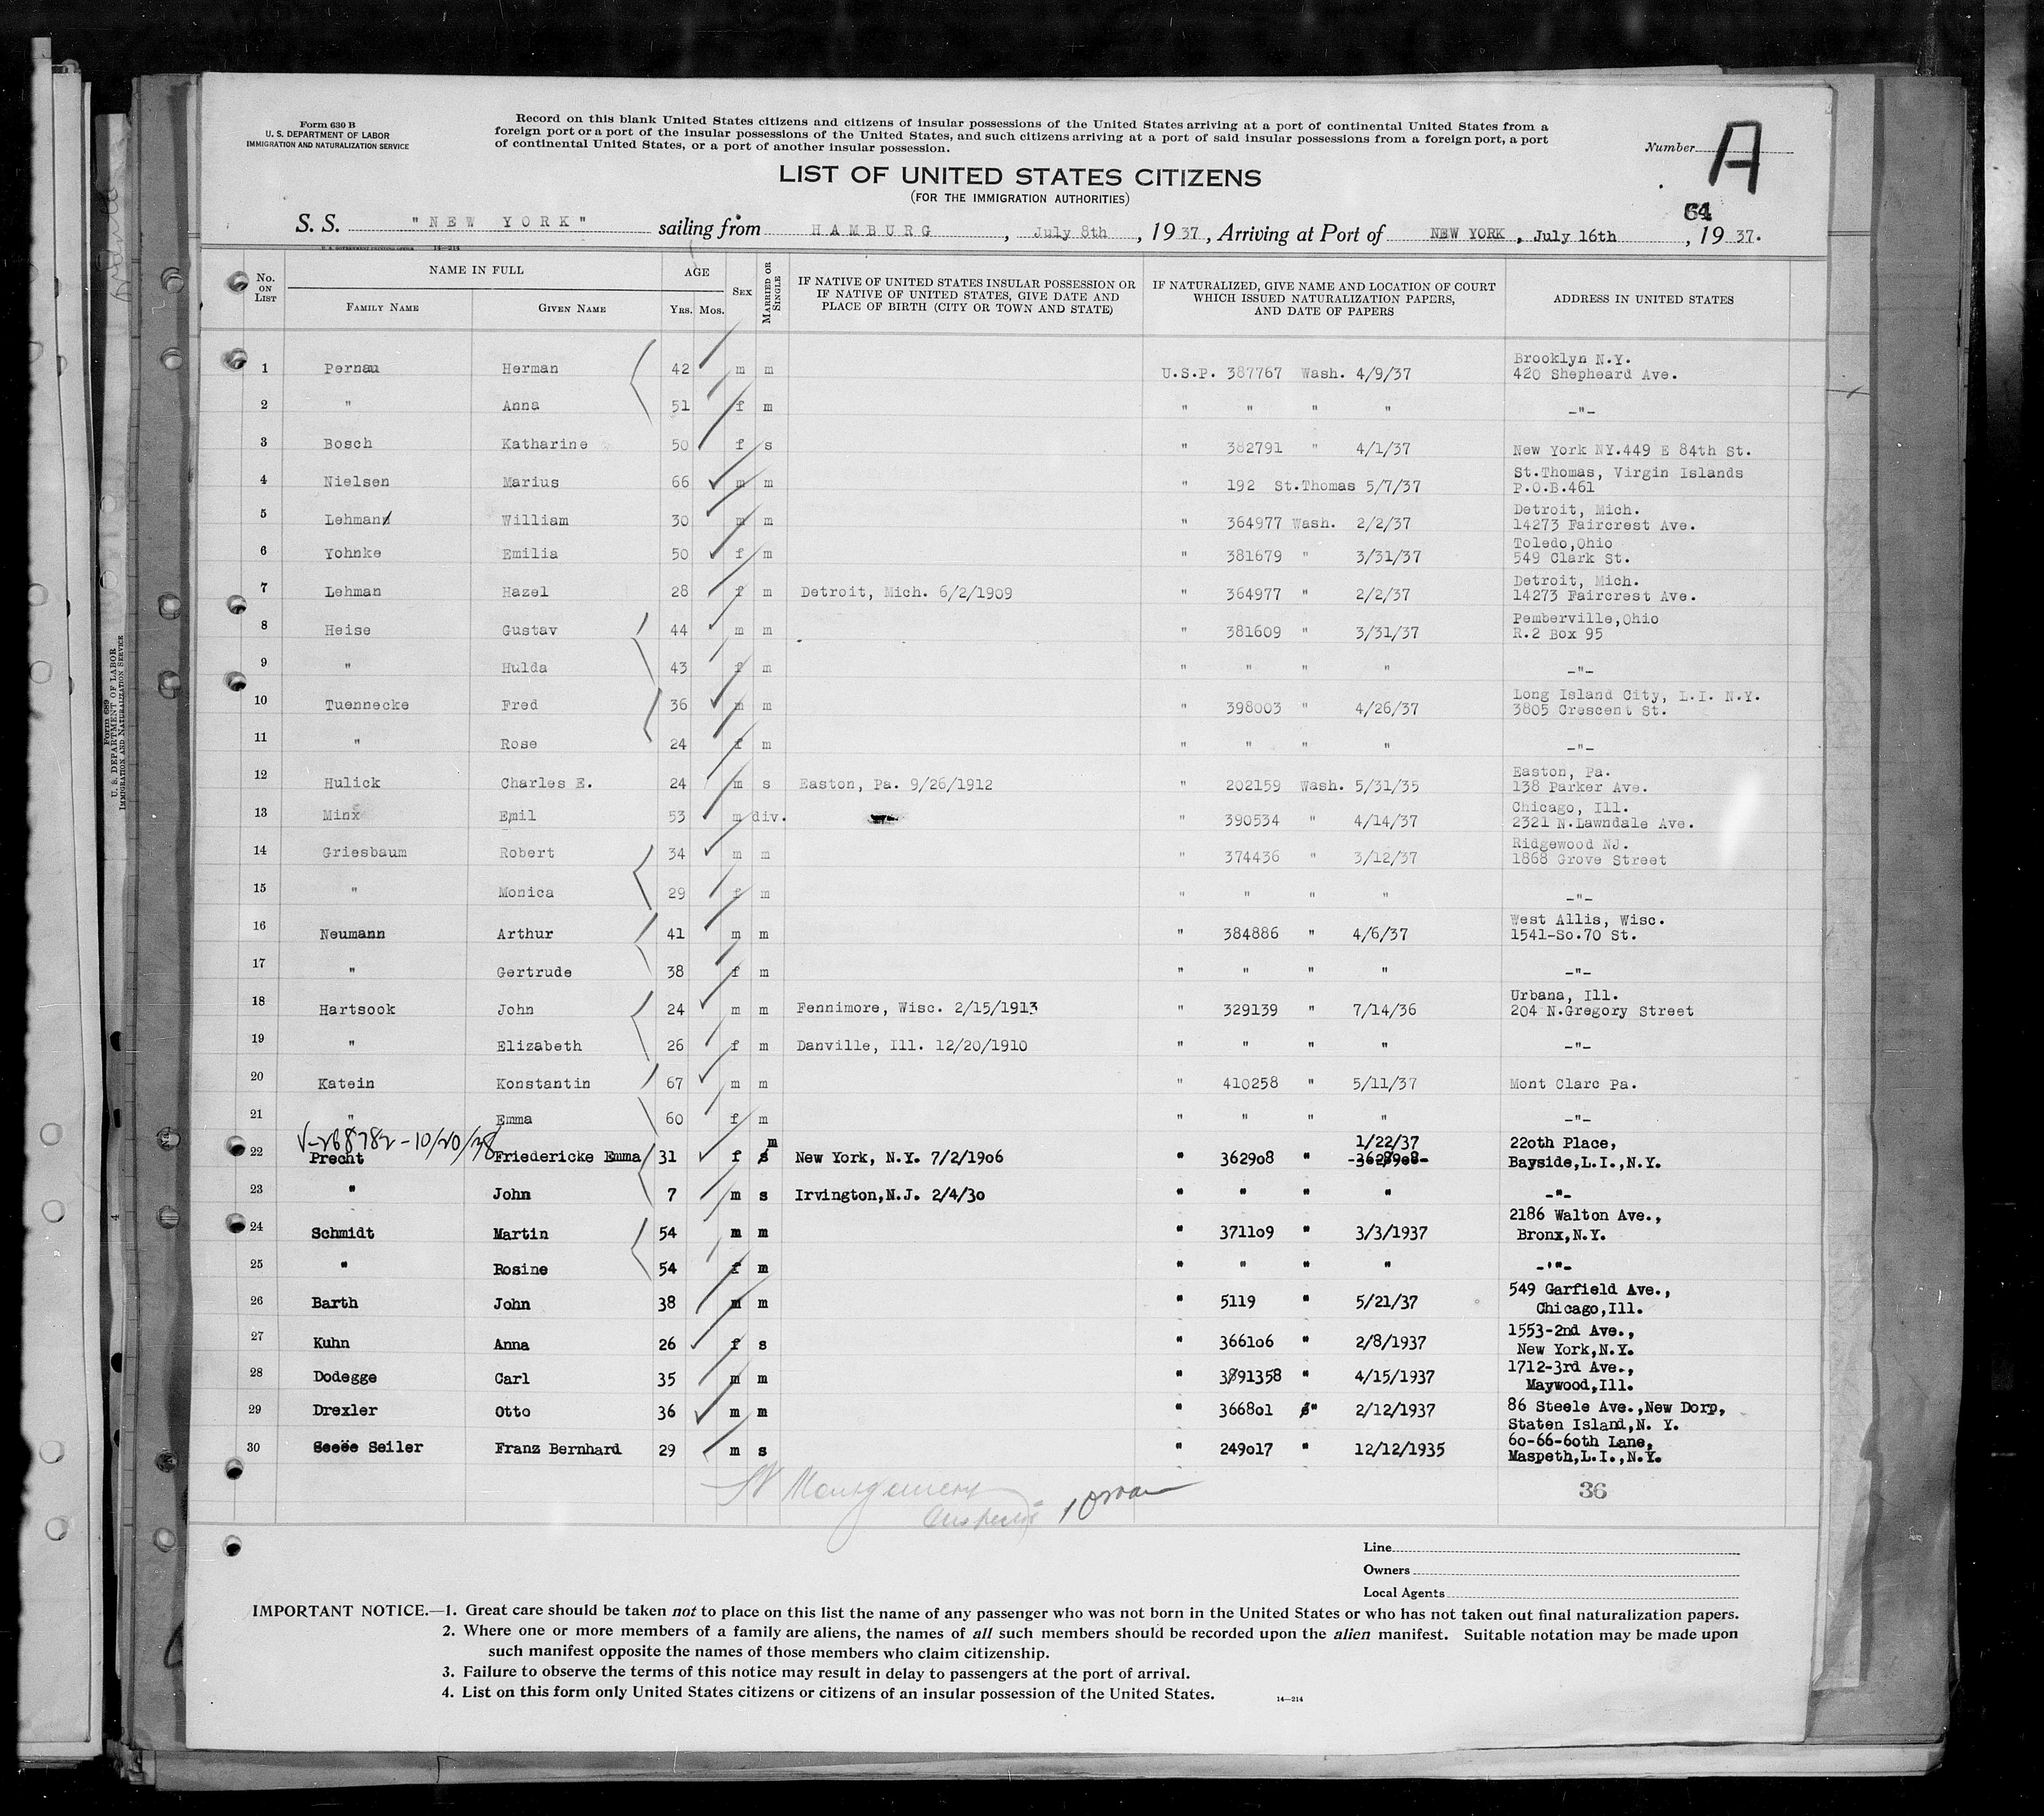 Form 630 B
U. S. DEPARTMENT OF LABOR
IMMIGRATION AND NATURALIZATION SERVICE
Record on this blank United States citizens and citizens of insular possessions of the United States arriving at a port of continental United States from a
foreign port or a port of the insular possessions of the United States, and such citizens arriving at a port of said insular possessions from a foreign port, a port
of continental United States, or a port of another insular possession.
Number A
LIST OF UNITED STATES CITIZENS
(FOR THE IMMIGRATION AUTHORITIES)
64
S. S. "NEW YORK" sailing from HAMBURG, July 8th, 1937, Arriving at Port of NEW YORK, July 16th, 1937.
U. S. GOVERNMENT PRINTING OFFICE 14—214
No. ON LIST NAME IN FULL FAMILY NAME GIVEN NAME AGE YRS. MOS. SEX MARRIED OR SINGLE IF NATIVE OF UNITED STATES INSULAR POSSESSION OR IF NATIVE OF UNITED STATES, GIVE DATE AND PLACE OF BIRTH (CITY OR TOWN AND STATE) IF NATURALIZED, GIVE NAME AND LOCATION OF COURT WHICH ISSUED NATURALIZATION PAPERS, AND DATE OF PAPERS ADDRESS IN UNITED STATES
1 Pernau Herman 42 m m U.S.P. 387767 Wash. 4/9/37 Brooklyn N.Y. 420 Shepheard Ave.
2 " Anna 51 f m " " " " -"-
3 Bosch Katharine 50 f s " 382791 " 4/1/37 New York NY.449 E 84th St.
4 Nielsen Marius 66 m m " 192 St.Thomas 5/7/37 St.Thomas, Virgin Islands P.O.B.461
5 Lehmann William 30 m m " 364977 Wash. 2/2/37 Detroit, Mich. 14273 Faircrest Ave.
6 Yohnke Emilia 50 f m " 381679 " 3/31/37 Toledo,Ohio 549 Clark St.
7 Lehman Hazel 28 f m Detroit, Mich. 6/2/1909 " 364977 " 2/2/37 Detroit, Mich. 14273 Faircrest Ave.
8 Heise Gustav 44 m m " 381609 " 3/31/37 Pemberville,Ohio R.2 Box 95
9 " Hulda 43 f m " " " " -"-
10 Tuennecke Fred 36 m m " 398003 " 4/26/37 Long Island City, L.I. N.Y. 3805 Crescent St.
11 " Rose 24 f m " " " " -"-
12 Hulick Charles E. 24 m s Easton, Pa. 9/26/1912 " 202159 Wash. 5/31/35 Easton, Pa. 138 Parker Ave.
13 Minx Emil 53 m div. " 390534 " 4/14/37 Chicago, Ill. 2321 N.Lawndale Ave.
14 Griesbaum Robert 34 m m " 374436 " 3/12/37 Ridgewood NJ. 1868 Grove Street
15 " Monica 29 f m " " " " -"-
16 Neumann Arthur 41 m m " 384886 " 4/6/37 West Allis, Wisc. 1541-So.70 St.
17 " Gertrude 38 f m " " " " -"-
18 Hartsook John 24 m m Fennimore, Wisc. 2/15/1913 " 329139 " 7/14/36 Urbana, Ill. 204 N.Gregory Street
19 " Elizabeth 26 f m Danville, Ill. 12/20/1910 " " " " -"-
20 Katein Konstantin 67 m m " 410258 " 5/11/37 Mont Clare Pa.
21 " Emma 60 f m " " " " -"-
V-268782-10/20/38
22 Precht Friedericke Emma 31 f s m New York, N.Y. 7/2/1906 " 362908 " 1/22/37 -362908- 220th Place, Bayside,L.I.,N.Y.
23 " John 7 m s Irvington,N.J. 2/4/30 " " " " -"-
24 Schmidt Martin 54 m m " 371109 " 3/3/1937 2186 Walton Ave., Bronx,N.Y.
25 " Rosine 54 f m " " " " -"-
26 Barth John 38 m m " 5119 " 5/21/37 549 Garfield Ave., Chicago,Ill.
27 Kuhn Anna 26 f s " 366106 " 2/8/1937 1553-2nd Ave., New York,N.Y.
28 Dodegge Carl 35 m m " 3891358 " 4/15/1937 1712-3rd Ave., Maywood,Ill.
29 Drexler Otto 36 m m " 366801 " 2/12/1937 86 Steele Ave.,New Dorp, Staten Island,N. Y.
30 Seiler Franz Bernhard 29 m s " 249017 " 12/12/1935 60-66-60th Lane, Maspeth,L.I.,N.Y.
Montgomery
36
Line
Owners
Local Agents
IMPORTANT NOTICE.—1. Great care should be taken not to place on this list the name of any passenger who was not born in the United States or who has not taken out final naturalization papers.
2. Where one or more members of a family are aliens, the names of all such members should be recorded upon the alien manifest. Suitable notation may be made upon
such manifest opposite the names of those members who claim citizenship.
3. Failure to observe the terms of this notice may result in delay to passengers at the port of arrival.
4. List on this form only United States citizens or citizens of an insular possession of the United States.
14—214
Form 689
U. S. DEPARTMENT OF LABOR
IMMIGRATION AND NATURALIZATION SERVICE